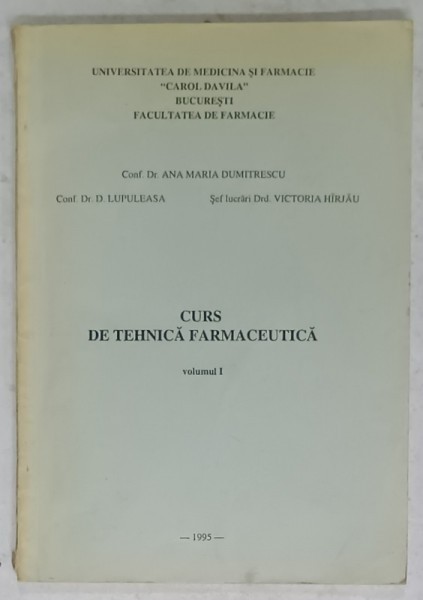 UNIVERSITATEA DE MEDICINA ŞI FARMACIE
"CAROL DAVILA"
BUCUREŞTI
FACULTATEA DE FARMACIE
Conf. Dr. ANA MARIA DUMITRESCU
Conf. Dr. D. LUPULEASA Şef lucrări Drd. VICTORIA HÎRJĂU
CURS
DE TEHNICĂ FARMACEUTICĂ
volumul I
— 1995 —